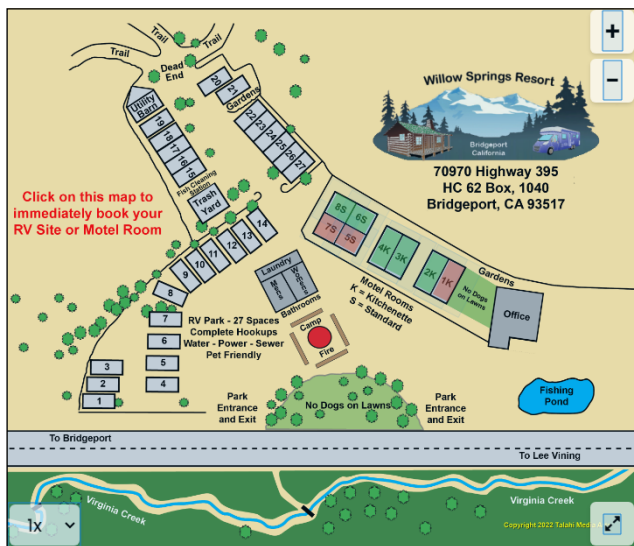 Trail
Trail
Trail
Dead
End
+
−
Willow Springs Resort
Bridgeport
California
70970 Highway 395
HC 62 Box, 1040
Bridgeport, CA 93517
Click on this map to
immediately book your
RV Site or Motel Room
Utility
Barn
19
18
17
16
15
Fish Cleaning
Station
Trash
Yard
20
21
Gardens
22
23
24
25
26
27
8
9
10
11
12
13
14
7
6
5
4
3
2
1
RV Park - 27 Spaces
Complete Hookups
Water - Power - Sewer
Pet Friendly
Laundry
Mens
Womens
Bathrooms
Camp
Fire
8S
6S
7S
5S
4K
3K
2K
1K
Motel Rooms
K = Kitchenette
S = Standard
Gardens
No Dogs
on Lawns
Office
Fishing
Pond
Park
Entrance
and Exit
No Dogs on Lawns
Park
Entrance
and Exit
To Bridgeport
To Lee Vining
Virginia Creek
Virginia Creek
1x
Copyright 2022 Talahi Media